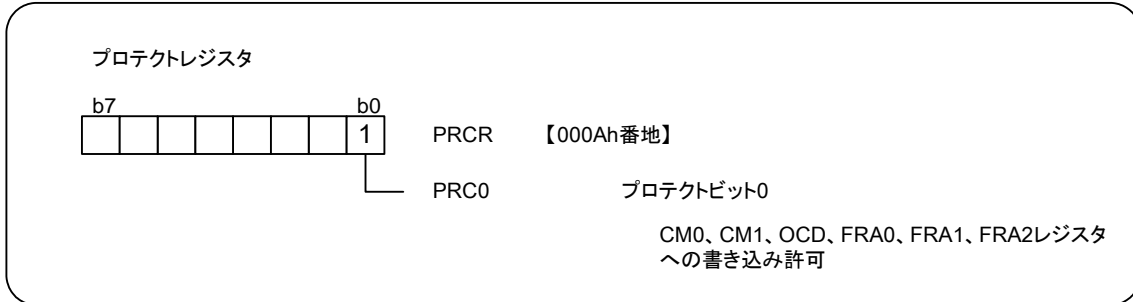 プロテクトレジスタ
b7 b0
1 PRCR 【000Ah番地】
PRC0 プロテクトビット0
CM0、CM1、OCD、FRA0、FRA1、FRA2レジスタ
への書き込み許可